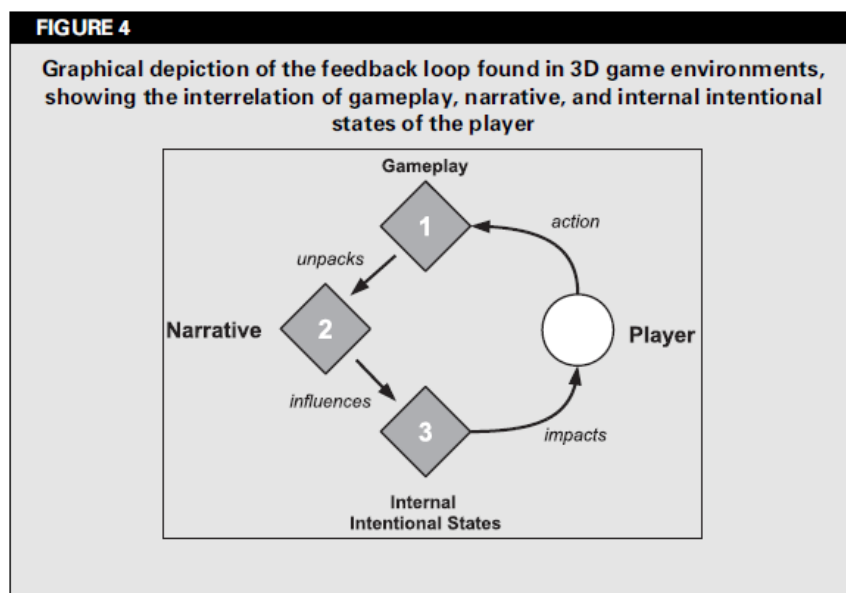 FIGURE 4
Graphical depiction of the feedback loop found in 3D game environments,
showing the interrelation of gameplay, narrative, and internal intentional
states of the player
Gameplay
1
action
unpacks
Narrative
2
Player
influences
3
impacts
Internal
Intentional States